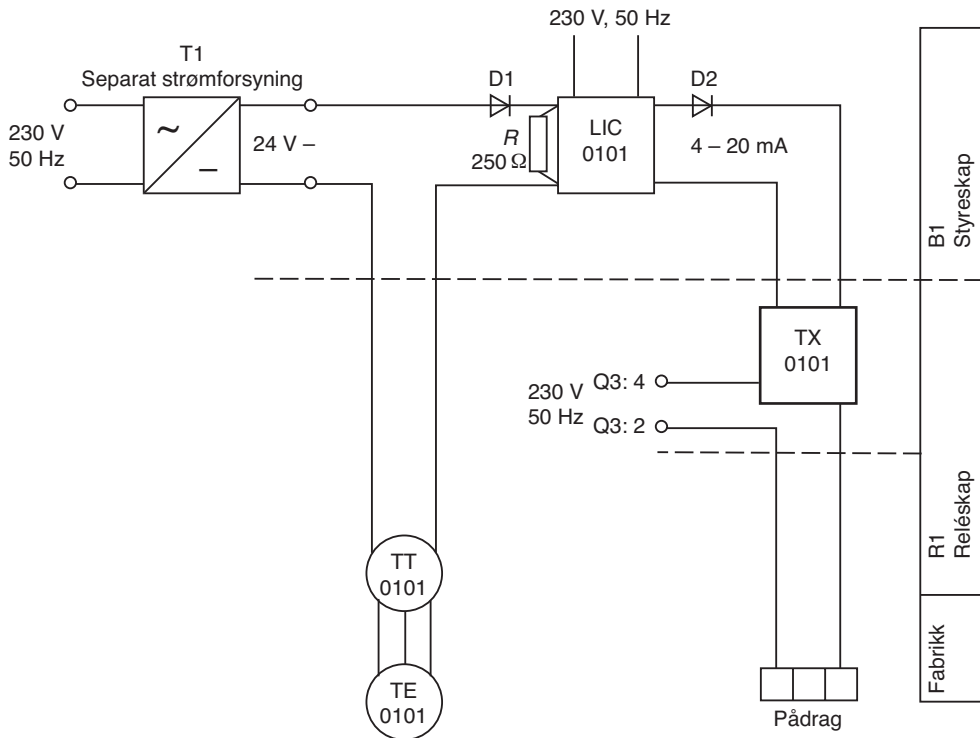 230 V, 50 Hz
T1
Separat strømforsyning
D1
D2
230 V
50 Hz
~
–
24 V –
R
250 Ω
LIC
0101
4 – 20 mA
B1
Styreskap
TX
0101
230 V
50 Hz
Q3: 4
Q3: 2
R1
Reléskap
TT
0101
TE
0101
Fabrikk
Pådrag